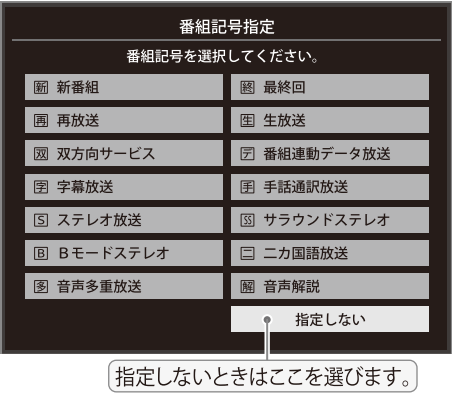 番組記号指定
番組記号を選択してください。
新 新番組
終 最終回
再 再放送
生 生放送
双 双方向サービス
デ 番組連動データ放送
字 字幕放送
手 手話通訳放送
S ステレオ放送
SS サラウンドステレオ
B Bモードステレオ
二 二カ国語放送
多 音声多重放送
解 音声解説
指定しない
指定しないときはここを選びます。